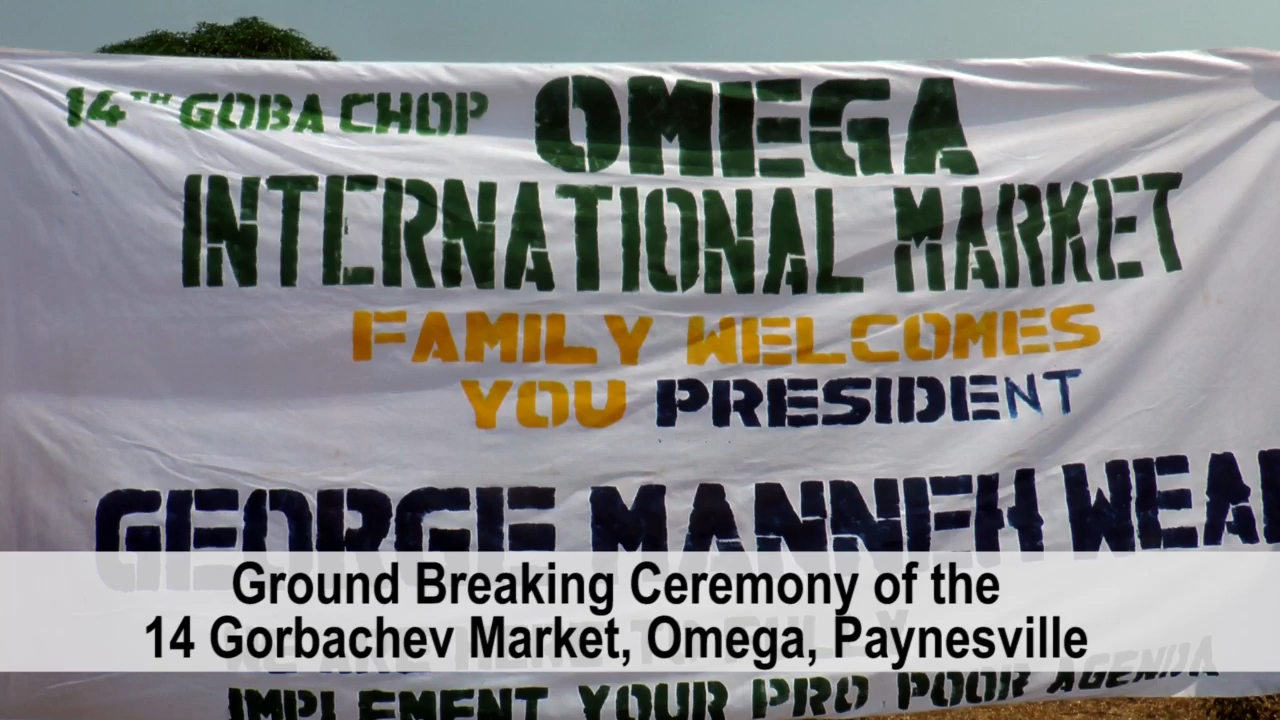 14TH GOBA CHOP OMEGA
INTERNATIONAL MARKET
FAMILY WELCOMES
YOU PRESIDENT
GEORGE MANNEH WEAH
Ground Breaking Ceremony of the
14 Gorbachev Market, Omega, Paynesville
IMPLEMENT YOUR PRO POOR AGENDA